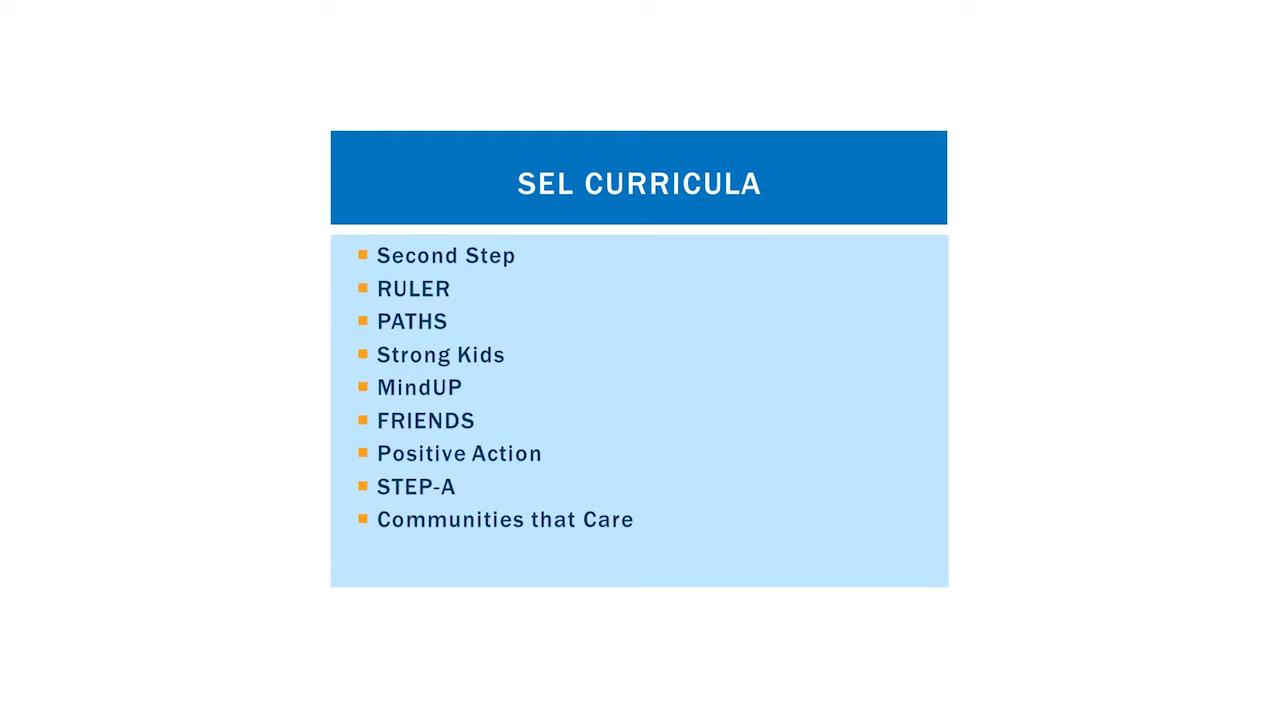 SEL CURRICULA
Second Step
RULER
PATHS
Strong Kids
MindUP
FRIENDS
Positive Action
STEP-A
Communities that Care